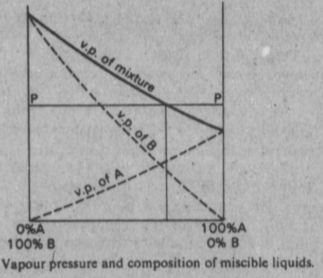 v.p. of mixture
P
P
v.p. of B
v.p. of A
0%A
100% B
100%A
0% B
Vapour pressure and composition of miscible liquids.